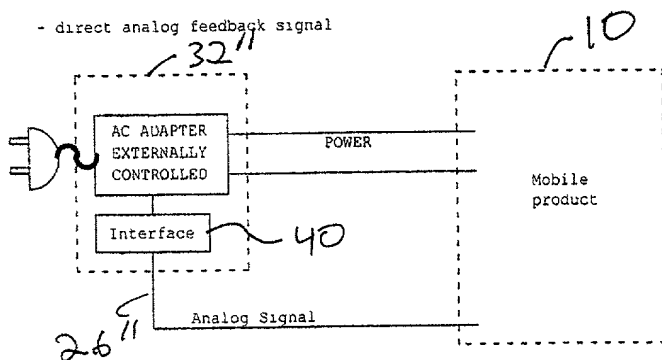 - direct analog feedback signal
32"
10
AC ADAPTER
EXTERNALLY
CONTROLLED
POWER
Mobile
product
Interface
40
26"
Analog Signal